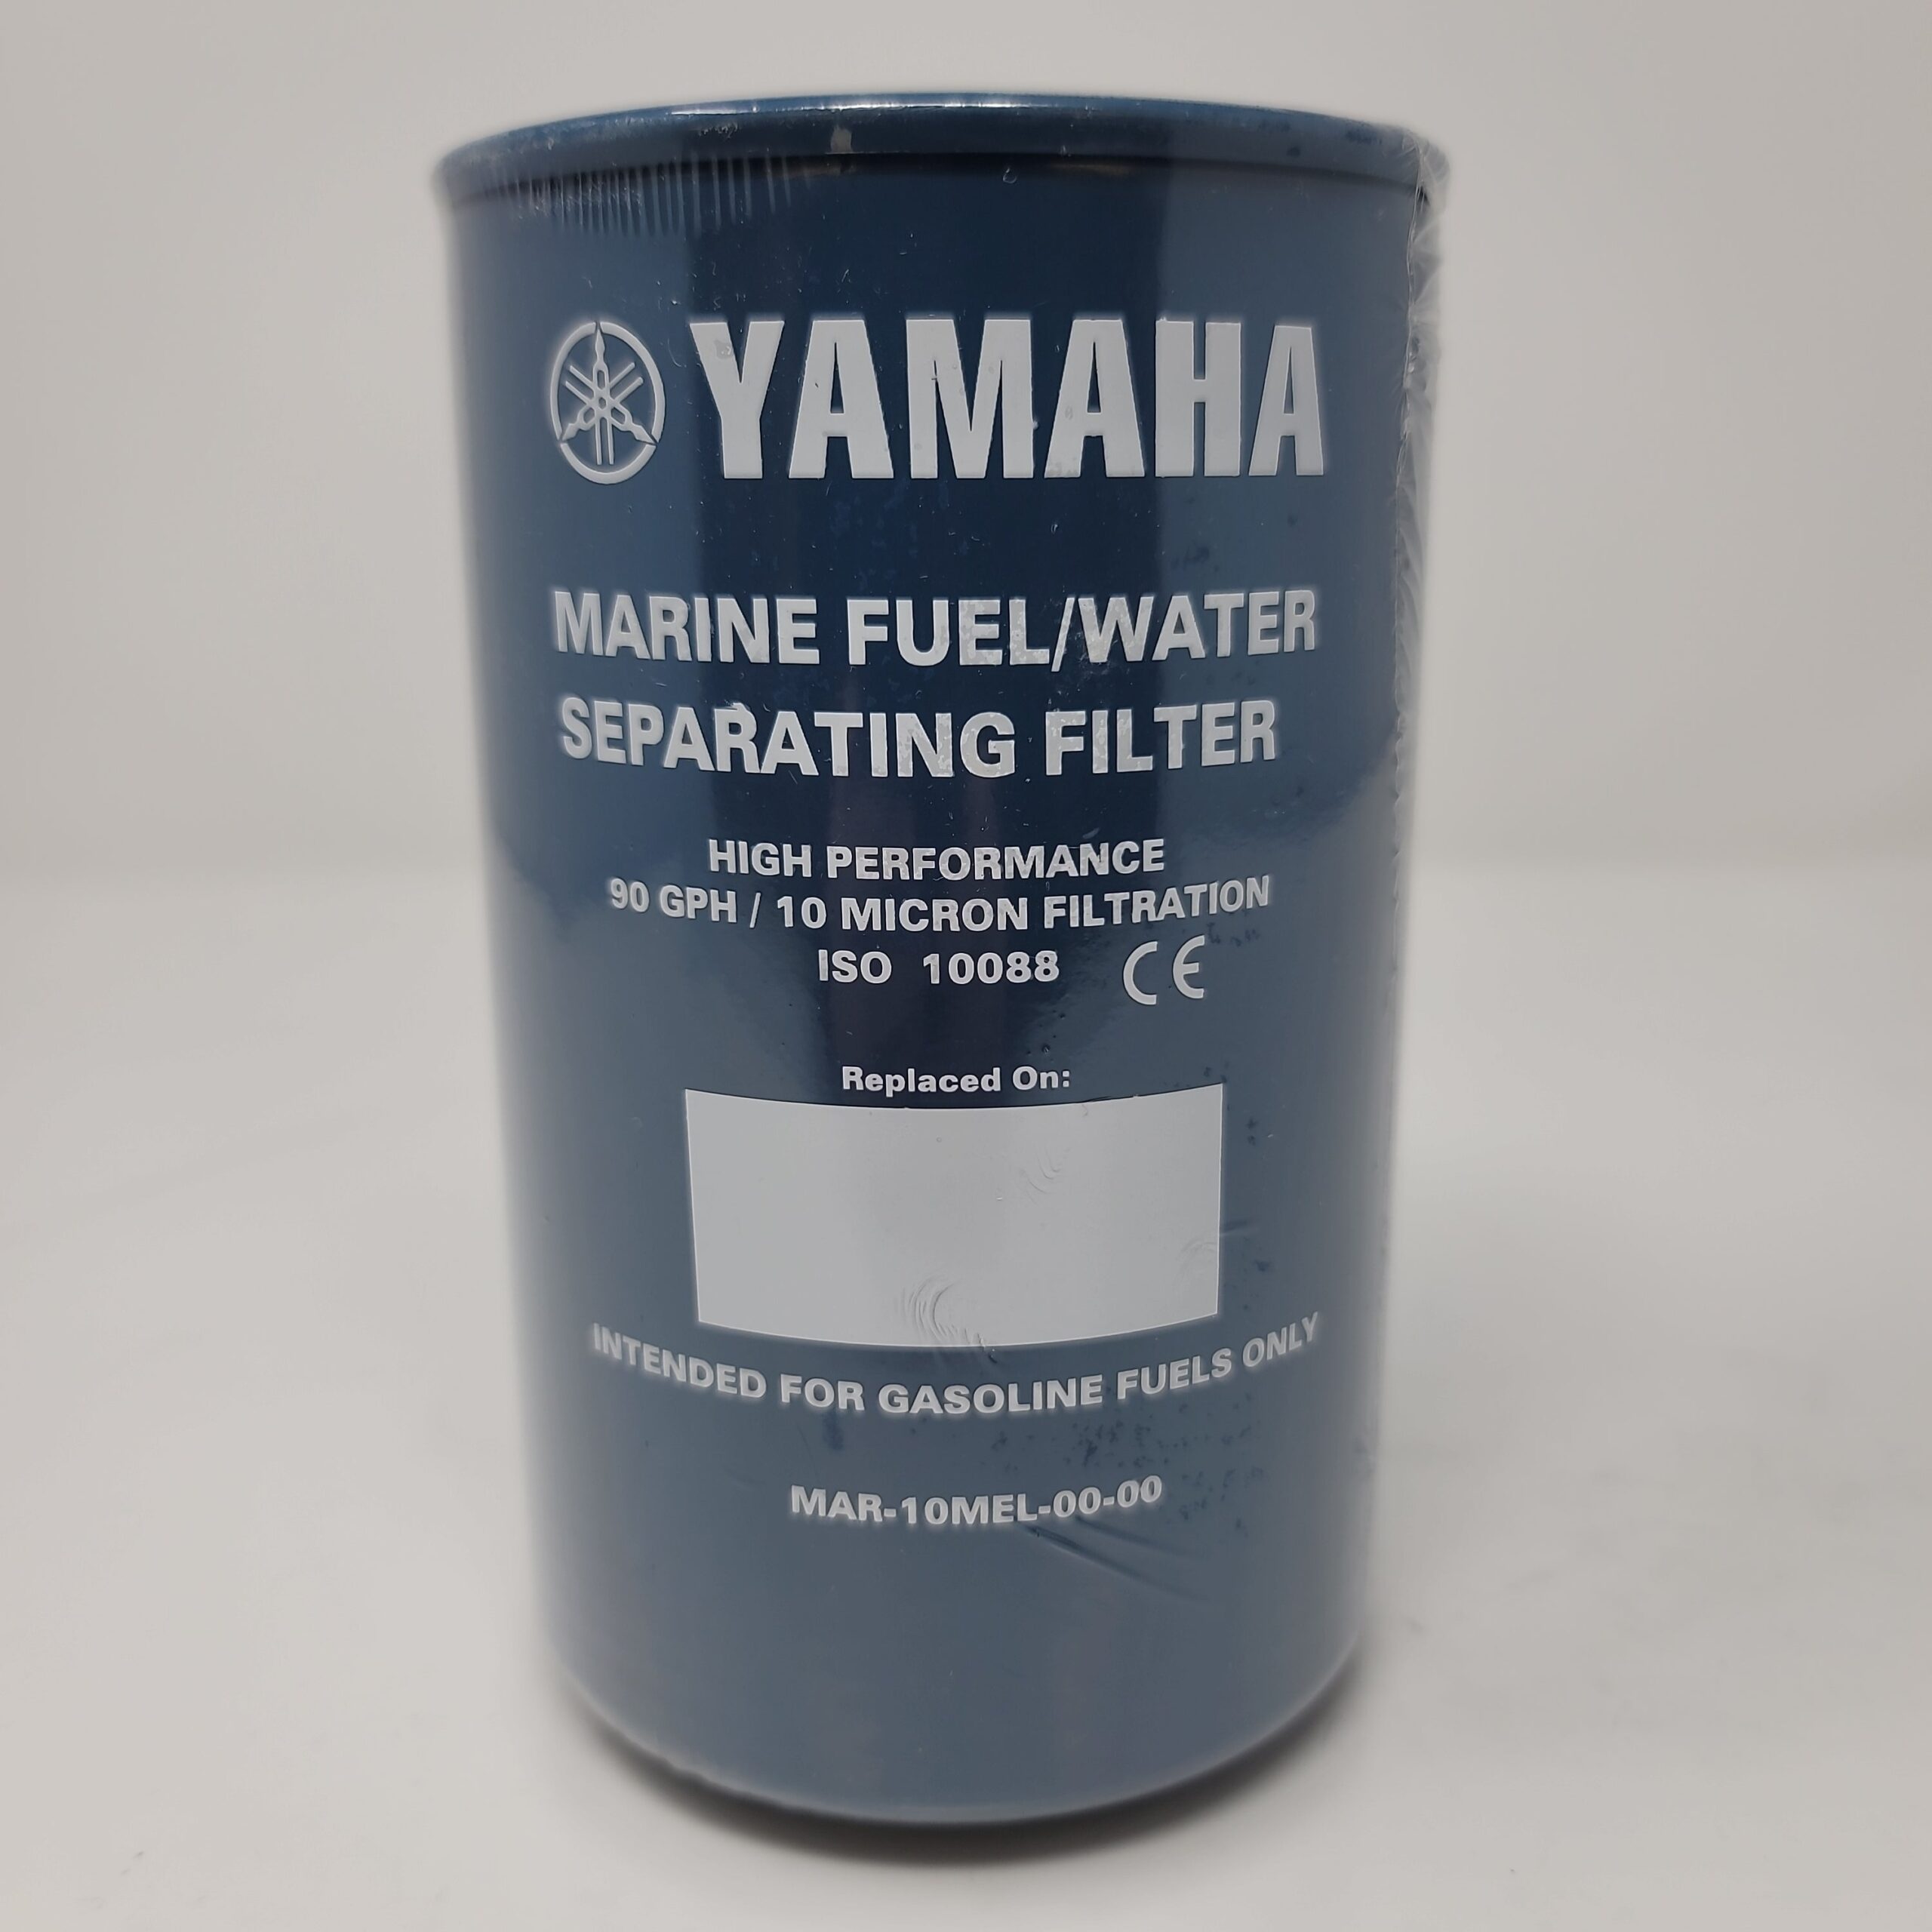 YAMAHA
MARINE FUEL/WATER
SEPARATING FILTER
HIGH PERFORMANCE
90 GPH / 10 MICRON FILTRATION
ISO 10088 CE
Replaced On:
INTENDED FOR GASOLINE FUELS ONLY
MAR-10MEL-00-00